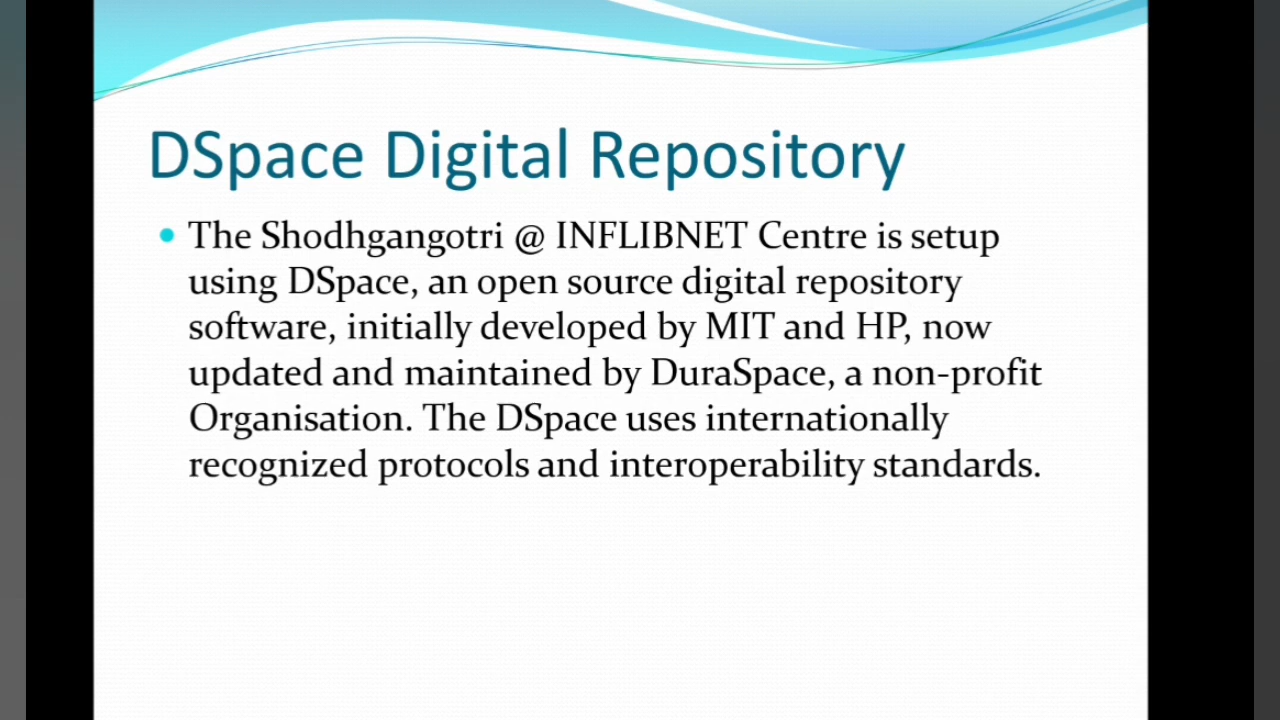 DSpace Digital Repository
• The Shodhgangotri @ INFLIBNET Centre is setup
using DSpace, an open source digital repository
software, initially developed by MIT and HP, now
updated and maintained by DuraSpace, a non-profit
Organisation. The DSpace uses internationally
recognized protocols and interoperability standards.